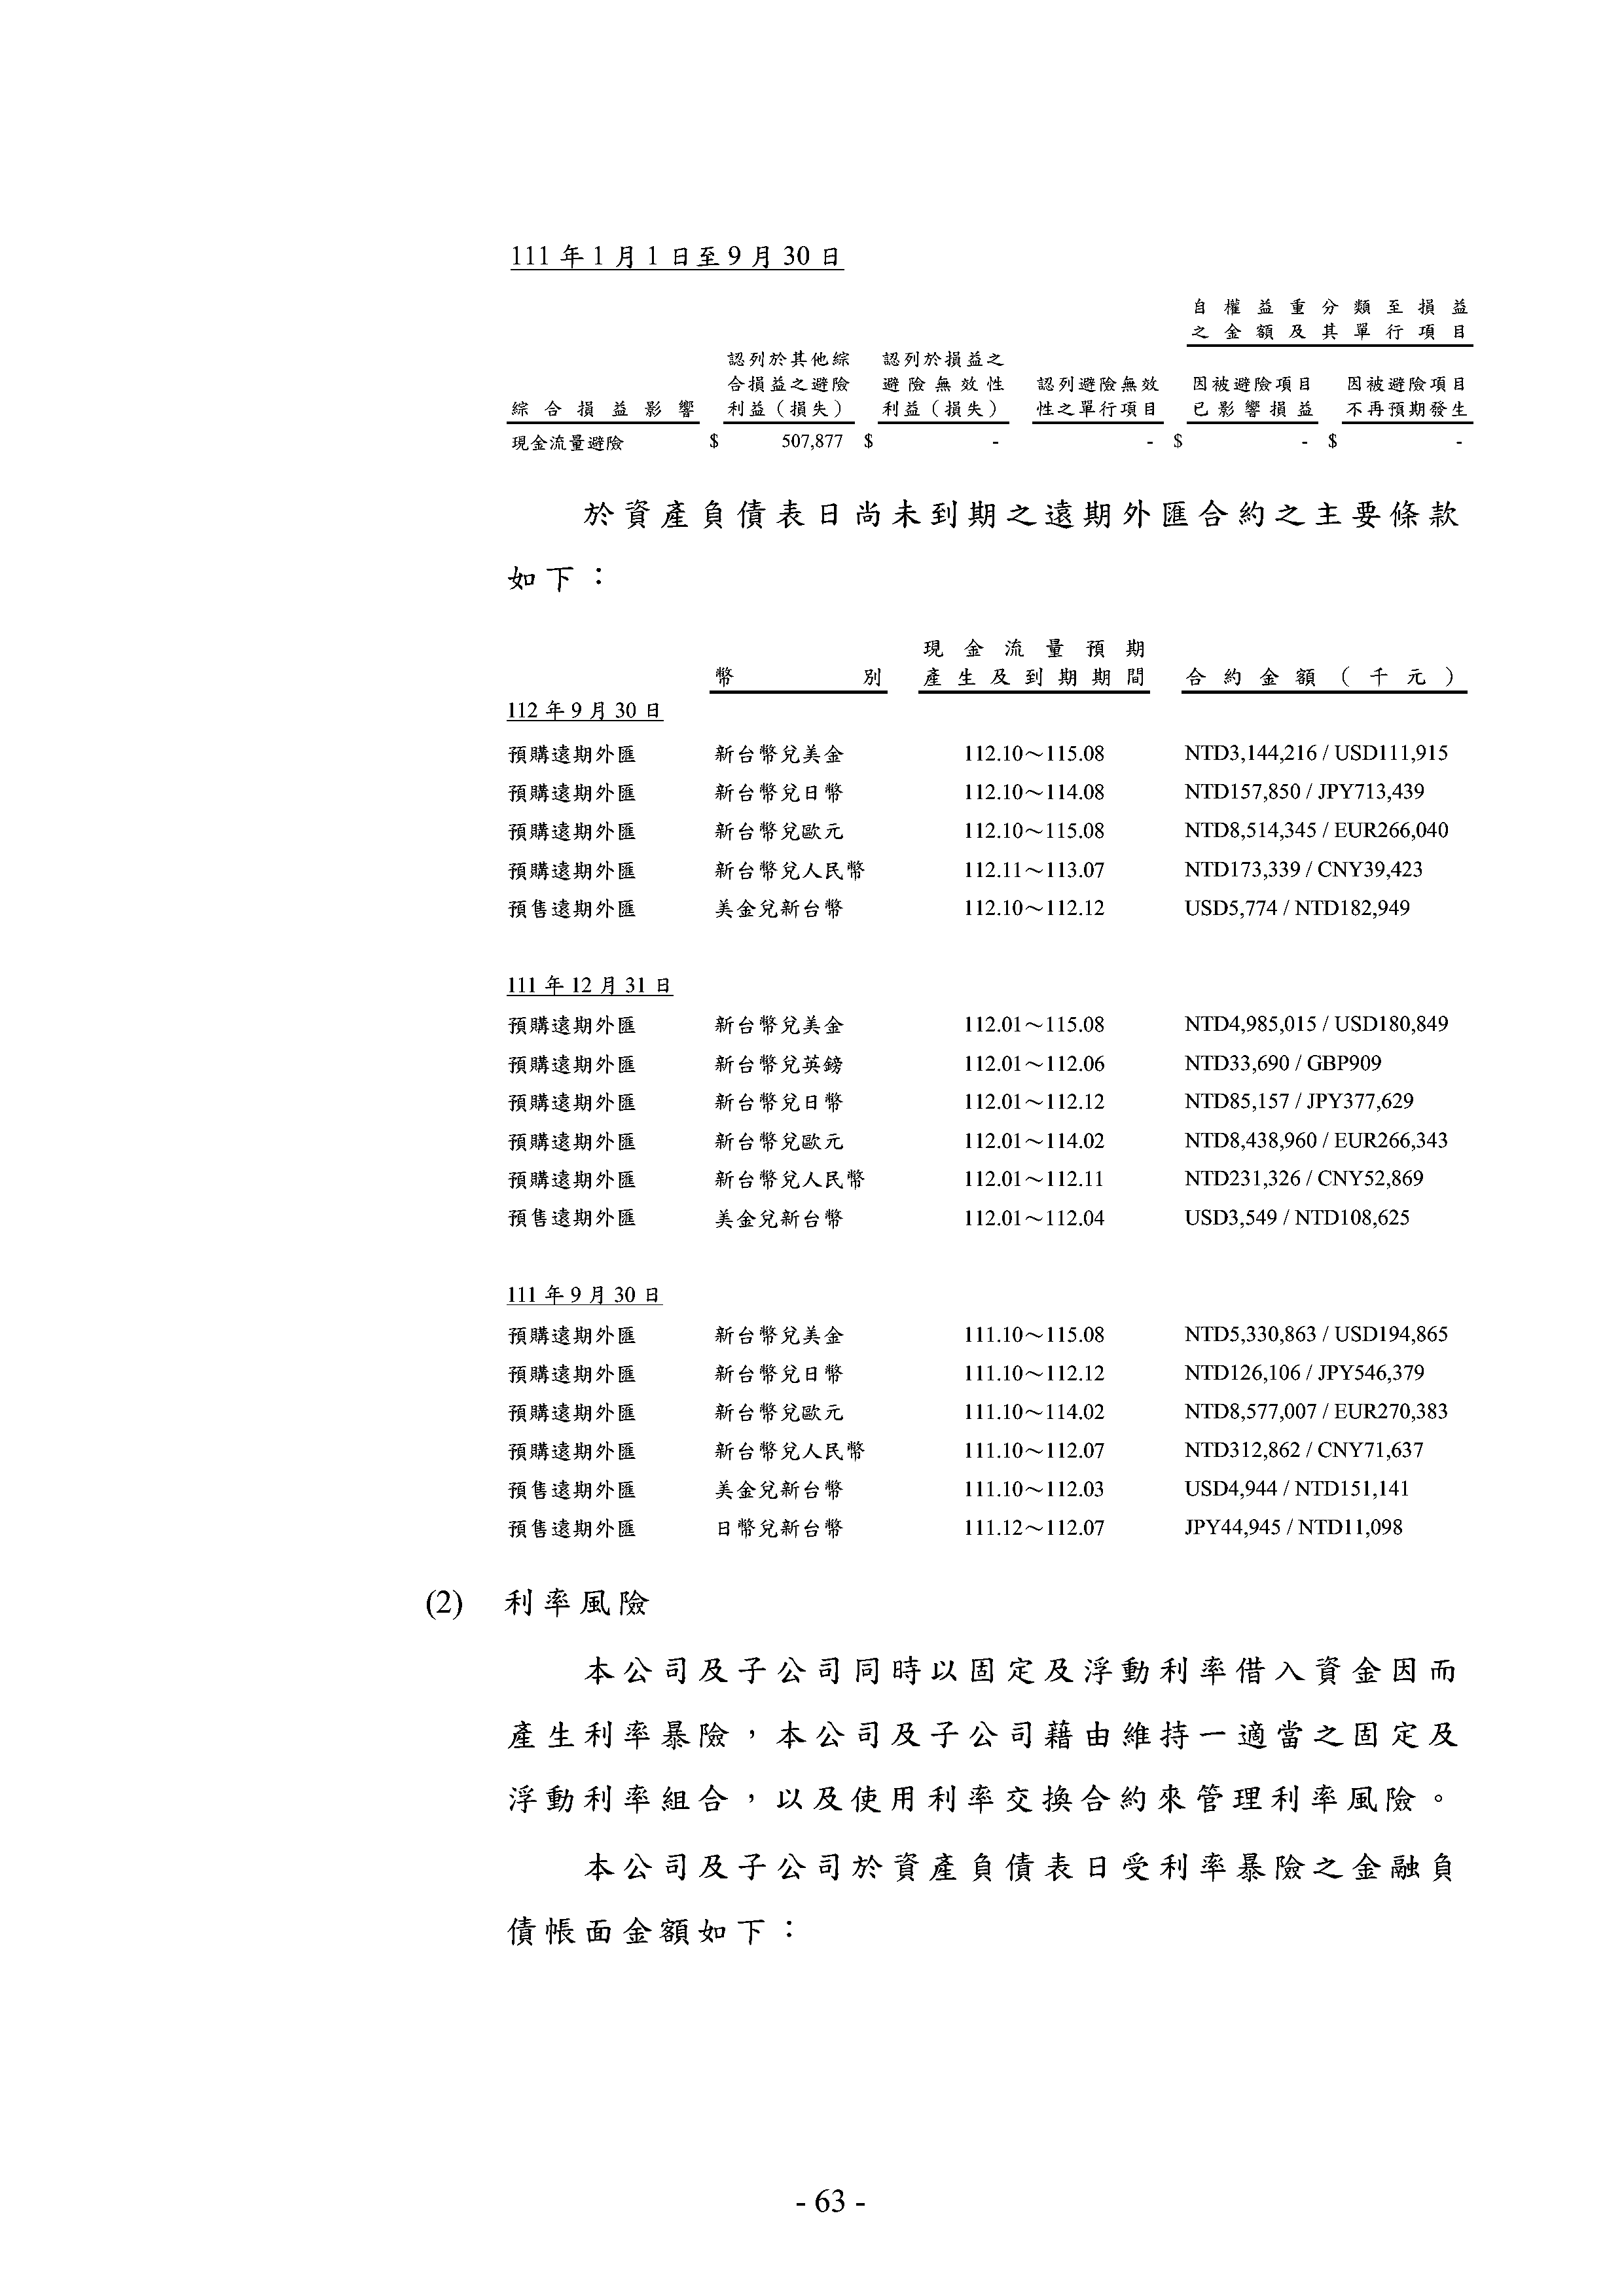 111 年 1 月 1 日至 9 月 30 日
自權益重分類至損益
之金額及其單行項目
認列於其他綜 認列於損益之
合損益之避險 避險無效性 認列避險無效 因被避險項目 因被避險項目
綜合損益影響 利益（損失） 利益（損失） 性之單行項目 已影響損益 不再預期發生
現金流量避險 $ 507,877 $ - - $ - $ -
於資產負債表日尚未到期之遠期外匯合約之主要條款
如下：
現金流量預期
幣別 產生及到期期間 合約金額（千元）
112 年 9 月 30 日
預購遠期外匯 新台幣兌美金 112.10～115.08 NTD3,144,216 / USD111,915
預購遠期外匯 新台幣兌日幣 112.10～114.08 NTD157,850 / JPY713,439
預購遠期外匯 新台幣兌歐元 112.10～115.08 NTD8,514,345 / EUR266,040
預購遠期外匯 新台幣兌人民幣 112.11～113.07 NTD173,339 / CNY39,423
預售遠期外匯 美金兌新台幣 112.10～112.12 USD5,774 / NTD182,949
111 年 12 月 31 日
預購遠期外匯 新台幣兌美金 112.01～115.08 NTD4,985,015 / USD180,849
預購遠期外匯 新台幣兌英鎊 112.01～112.06 NTD33,690 / GBP909
預購遠期外匯 新台幣兌日幣 112.01～112.12 NTD85,157 / JPY377,629
預購遠期外匯 新台幣兌歐元 112.01～114.02 NTD8,438,960 / EUR266,343
預購遠期外匯 新台幣兌人民幣 112.01～112.11 NTD231,326 / CNY52,869
預售遠期外匯 美金兌新台幣 112.01～112.04 USD3,549 / NTD108,625
111 年 9 月 30 日
預購遠期外匯 新台幣兌美金 111.10～115.08 NTD5,330,863 / USD194,865
預購遠期外匯 新台幣兌日幣 111.10～112.12 NTD126,106 / JPY546,379
預購遠期外匯 新台幣兌歐元 111.10～114.02 NTD8,577,007 / EUR270,383
預購遠期外匯 新台幣兌人民幣 111.10～112.07 NTD312,862 / CNY71,637
預售遠期外匯 美金兌新台幣 111.10～112.03 USD4,944 / NTD151,141
預售遠期外匯 日幣兌新台幣 111.12～112.07 JPY44,945 / NTD11,098
(2) 利率風險
本公司及子公司同時以固定及浮動利率借入資金因而
產生利率暴險，本公司及子公司藉由維持一適當之固定及
浮動利率組合，以及使用利率交換合約來管理利率風險。
本公司及子公司於資產負債表日受利率暴險之金融負
債帳面金額如下：
- 63 -